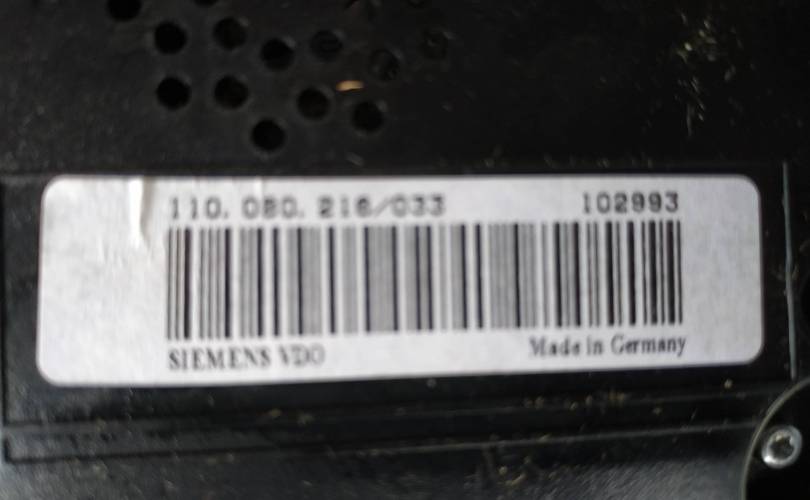 110.080.216/033 102993
SIEMENS VDO Made in Germany